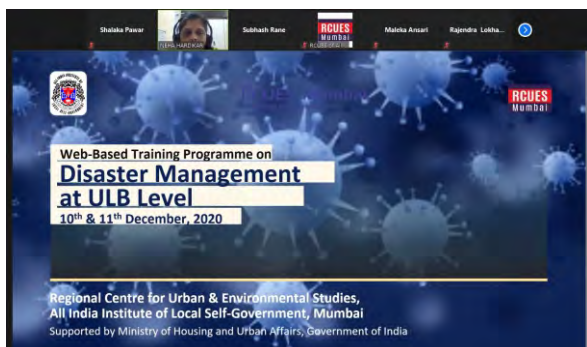 Shalaka Pawar
NEHA HARDIKAR
Subhash Rane
RCUES
Mumbai
Maleka Ansari
Rajendra Lokha...
RCUES
Mumbai
Web-Based Training Programme on
Disaster Management
at ULB Level
10th & 11th December, 2020
Regional Centre for Urban & Environmental Studies,
All India Institute of Local Self-Government, Mumbai
Supported by Ministry of Housing and Urban Affairs, Government of India